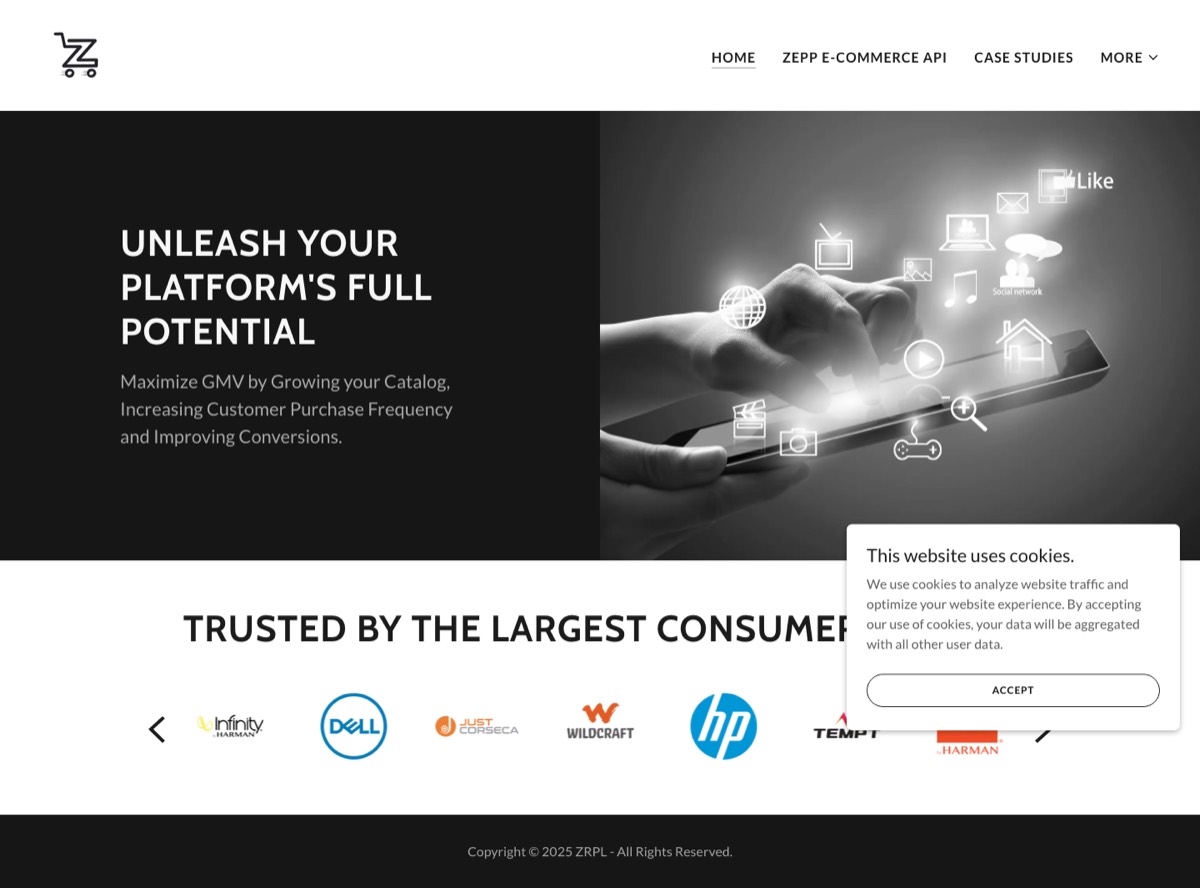 Z
HOME
ZEPP E-COMMERCE API
CASE STUDIES
MORE
UNLEASH YOUR
PLATFORM'S FULL
POTENTIAL
Maximize GMV by Growing your Catalog,
Increasing Customer Purchase Frequency
and Improving Conversions.
Like
Social network
This website uses cookies.
We use cookies to analyze website traffic and
optimize your website experience. By accepting
our use of cookies, your data will be aggregated
with all other user data.
ACCEPT
TRUSTED BY THE LARGEST CONSUMER
Infinity
by HARMAN
DELL
JUST
CORSECA
WILDCRAFT
hp
TEMPT
by HARMAN
Copyright © 2025 ZRPL - All Rights Reserved.